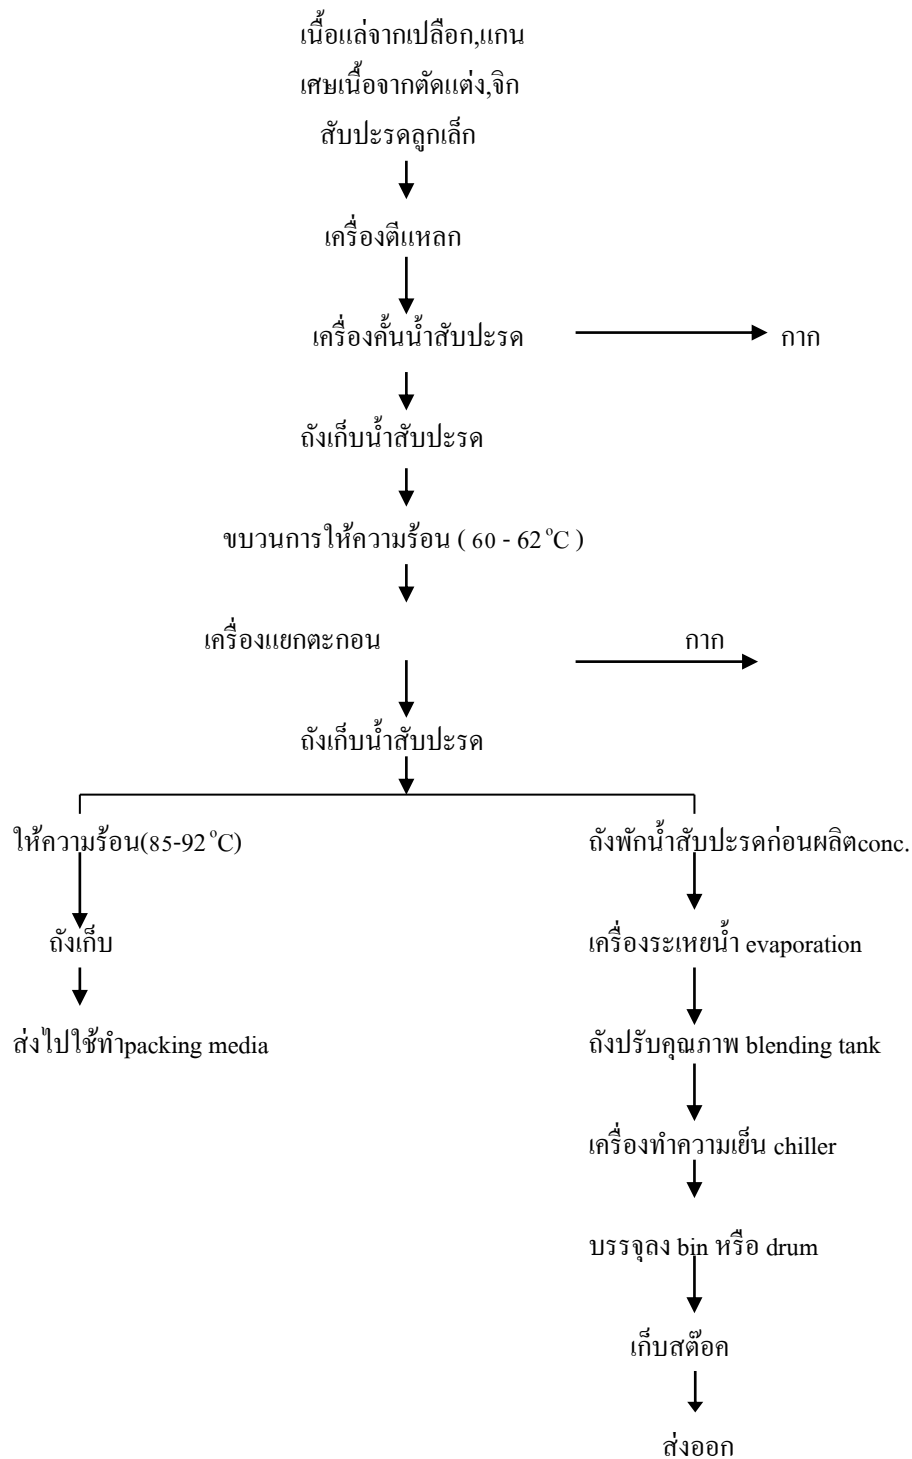 เนื้อแล่จากเปลือก,แกน
เศษเนื้อจากตัดแต่ง,จิก
สับปะรดลูกเล็ก
เครื่องตีแหลก
เครื่องคั้นน้ำสับปะรด กาก
ถังเก็บน้ำสับปะรด
ขบวนการให้ความร้อน ( 60 - 62 °C )
เครื่องแยกตะกอน กาก
ถังเก็บน้ำสับปะรด
ให้ความร้อน(85-92 °C)
ถังเก็บ
ส่งไปใช้ทำpacking media
ถังพักน้ำสับปะรดก่อนผลิตconc.
เครื่องระเหยน้ำ evaporation
ถังปรับคุณภาพ blending tank
เครื่องทำความเย็น chiller
บรรจุลง bin หรือ drum
เก็บสต๊อค
ส่งออก